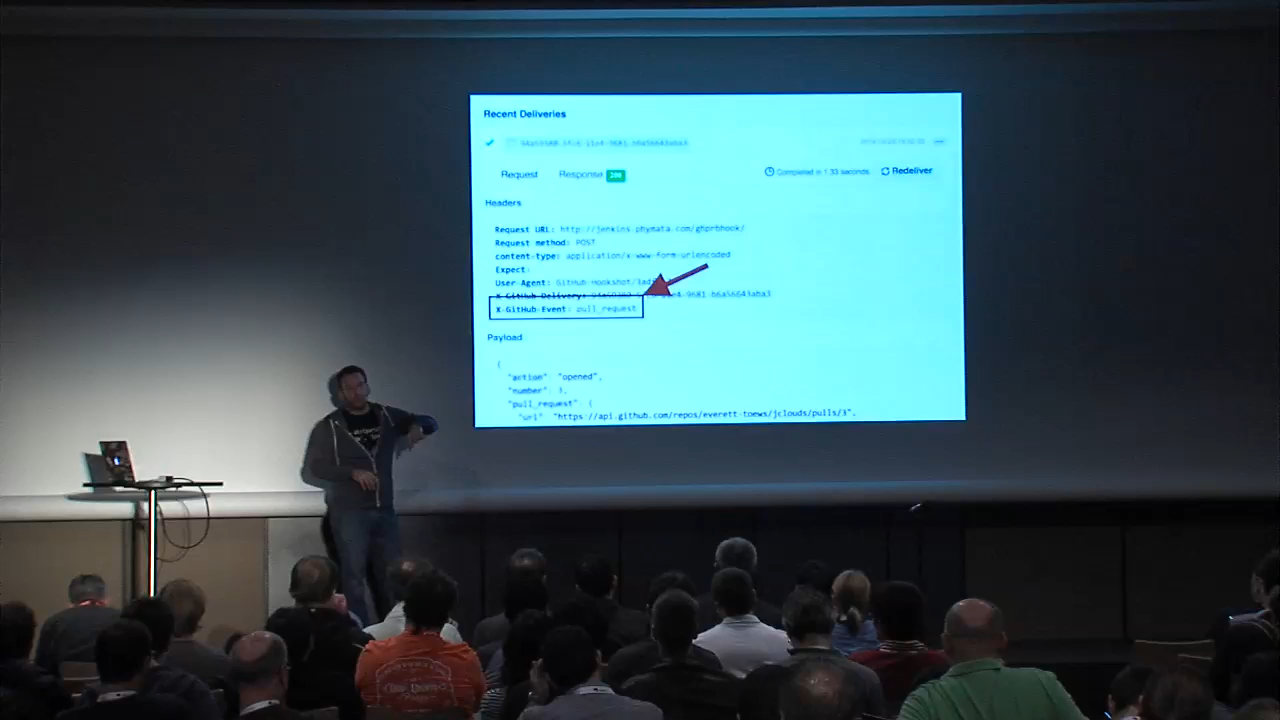 Recent Deliveries
Request Response 200 Completed in 1.33 seconds Redeliver
Headers
Request URL: http://jenkins.phymata.com/ghprbhook/
Request method: POST
content-type: application/x-www-form-urlencoded
Expect:
User-Agent: GitHub-Hookshot/
X-GitHub-Delivery:
X-GitHub-Event: pull_request
Payload
{
"action": "opened",
"number": 3,
"pull_request": {
"url": "https://api.github.com/repos/everett-toews/jclouds/pulls/3",